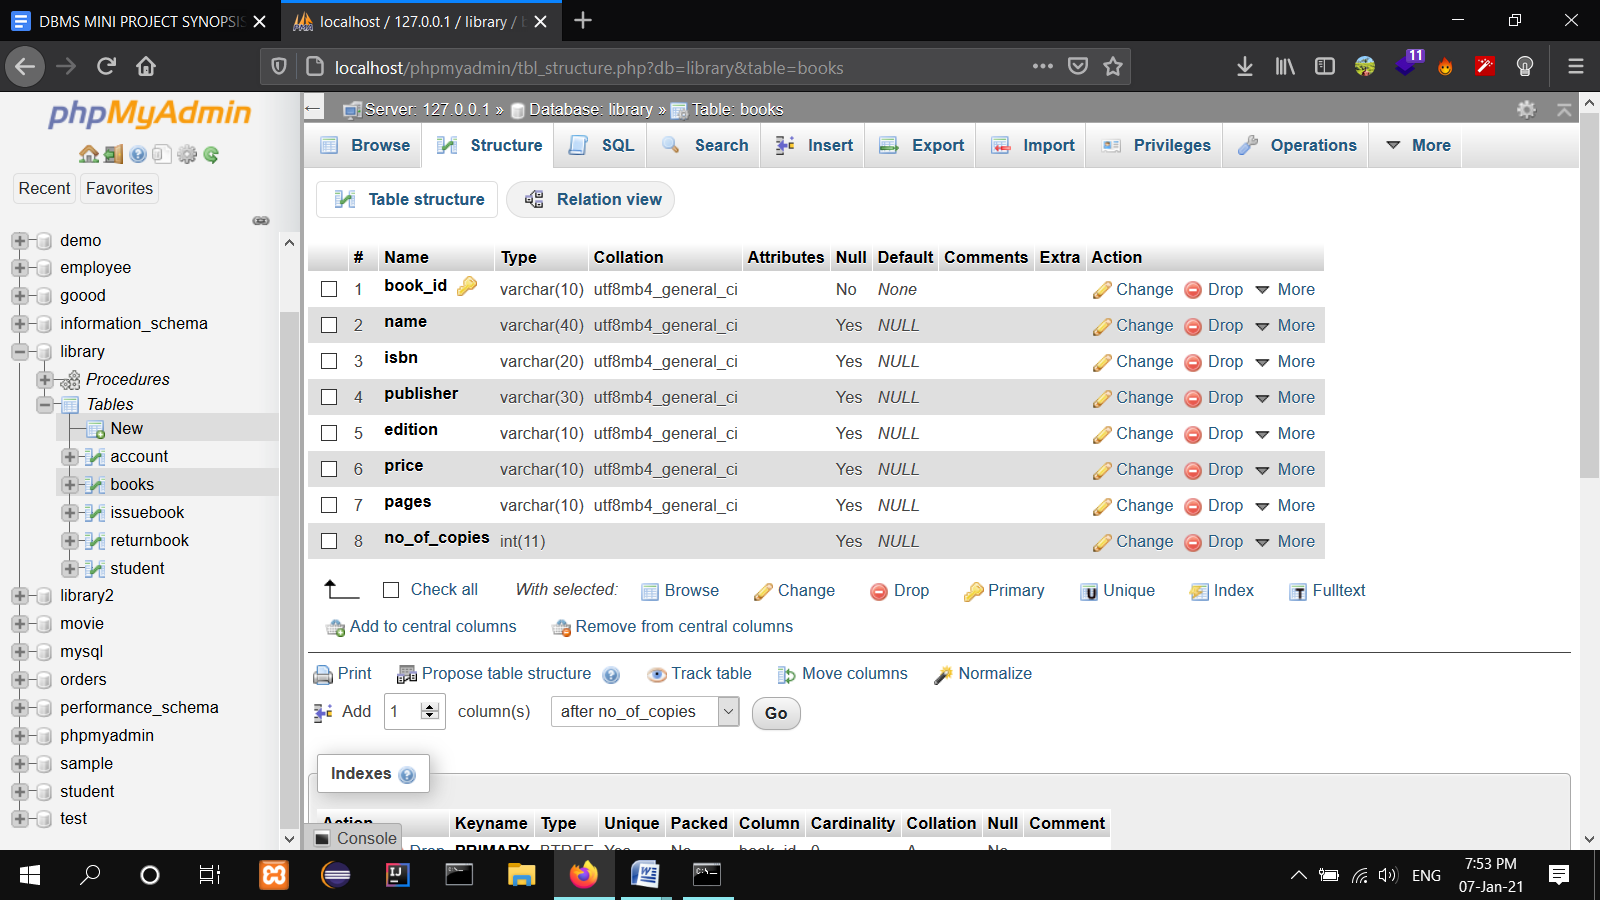 DBMS MINI PROJECT SYNOPSIS
localhost / 127.0.0.1 / library / b
localhost/phpmyadmin/tbl_structure.php?db=library&table=books
11
phpMyAdmin
Recent Favorites
demo
employee
goood
information_schema
library
Procedures
Tables
New
account
books
issuebook
returnbook
student
library2
movie
mysql
orders
performance_schema
phpmyadmin
sample
student
test
Server: 127.0.0.1 » Database: library » Table: books
Browse Structure SQL Search Insert Export Import Privileges Operations More
Table structure Relation view
# Name Type Collation Attributes Null Default Comments Extra Action
1 book_id varchar(10) utf8mb4_general_ci No None Change Drop More
2 name varchar(40) utf8mb4_general_ci Yes NULL Change Drop More
3 isbn varchar(20) utf8mb4_general_ci Yes NULL Change Drop More
4 publisher varchar(30) utf8mb4_general_ci Yes NULL Change Drop More
5 edition varchar(10) utf8mb4_general_ci Yes NULL Change Drop More
6 price varchar(10) utf8mb4_general_ci Yes NULL Change Drop More
7 pages varchar(10) utf8mb4_general_ci Yes NULL Change Drop More
8 no_of_copies int(11) Yes NULL Change Drop More
Check all With selected: Browse Change Drop Primary Unique Index Fulltext
Add to central columns Remove from central columns
Print Propose table structure Track table Move columns Normalize
Add 1 column(s) after no_of_copies Go
Indexes
Action Keyname Type Unique Packed Column Cardinality Collation Null Comment
Drop PRIMARY BTREE Yes No book_id 0 A No
Console
ENG
7:53 PM
07-Jan-21